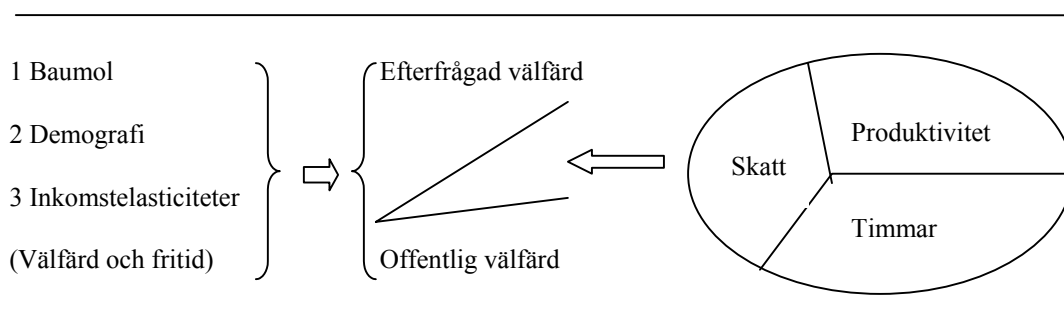 1 Baumol
2 Demografi
3 Inkomstelasticiteter
(Välfärd och fritid)
Efterfrågad välfärd
Offentlig välfärd
Skatt
Produktivitet
Timmar